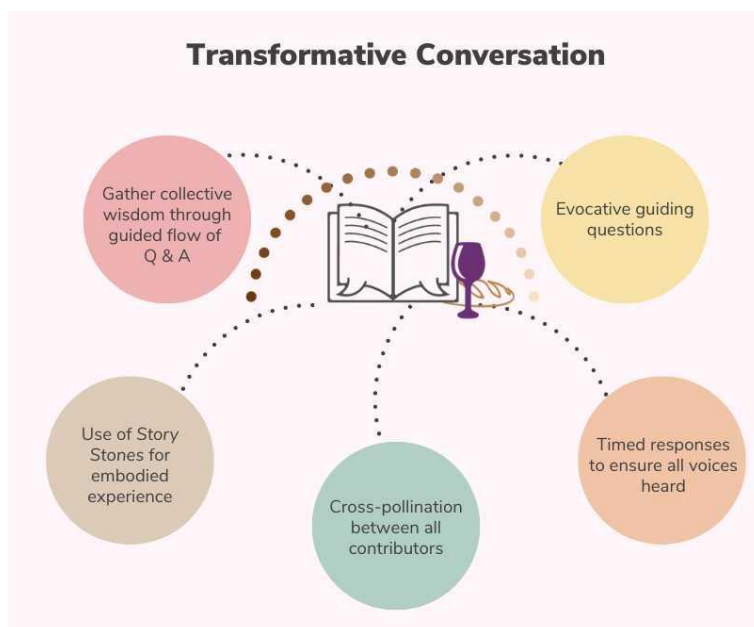 Transformative Conversation
Gather collective
wisdom through
guided flow of
Q & A
Evocative guiding
questions
Use of Story
Stones for
embodied
experience
Cross-pollination
between all
contributors
Timed responses
to ensure all voices
heard